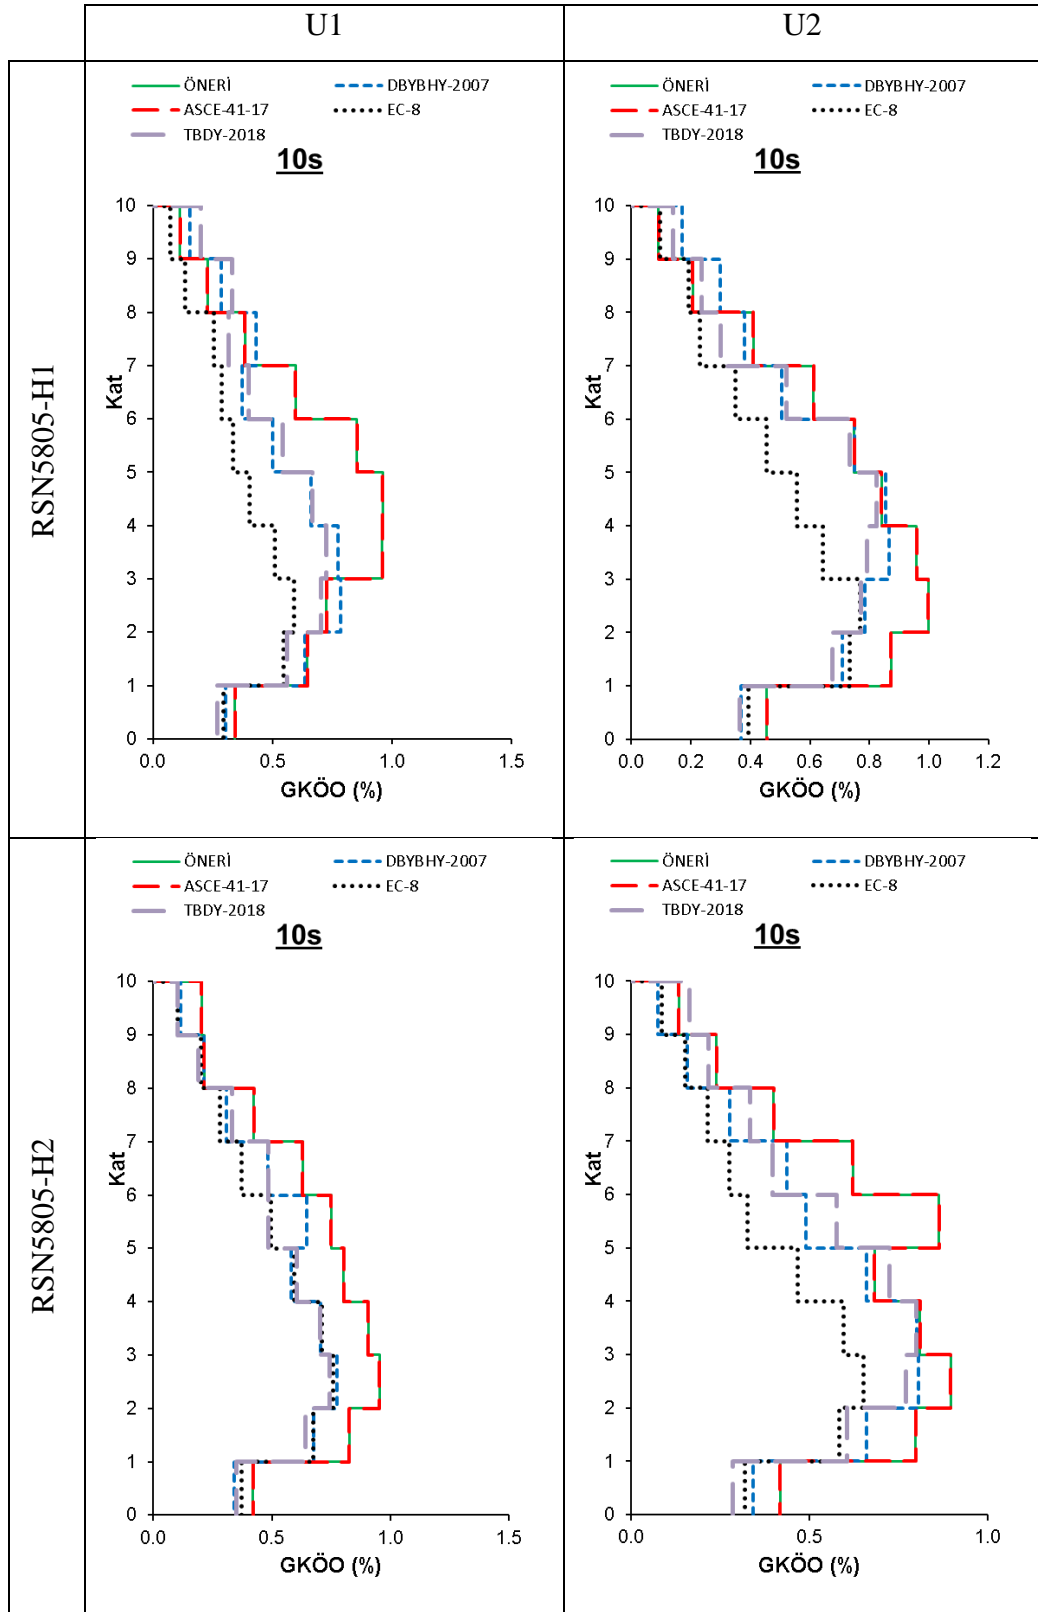 U1
U2
RSN5805-H1
ÖNERİ
DBYBHY-2007
ASCE-41-17
EC-8
TBDY-2018
10s
10
9
8
7
6
5
4
3
2
1
0
Kat
0.0 0.5 1.0 1.5
GKÖO (%)
ÖNERİ
DBYBHY-2007
ASCE-41-17
EC-8
TBDY-2018
10s
10
9
8
7
6
5
4
3
2
1
0
Kat
0.0 0.2 0.4 0.6 0.8 1.0 1.2
GKÖO (%)
RSN5805-H2
ÖNERİ
DBYBHY-2007
ASCE-41-17
EC-8
TBDY-2018
10s
10
9
8
7
6
5
4
3
2
1
0
Kat
0.0 0.5 1.0 1.5
GKÖO (%)
ÖNERİ
DBYBHY-2007
ASCE-41-17
EC-8
TBDY-2018
10s
10
9
8
7
6
5
4
3
2
1
0
Kat
0.0 0.5 1.0
GKÖO (%)